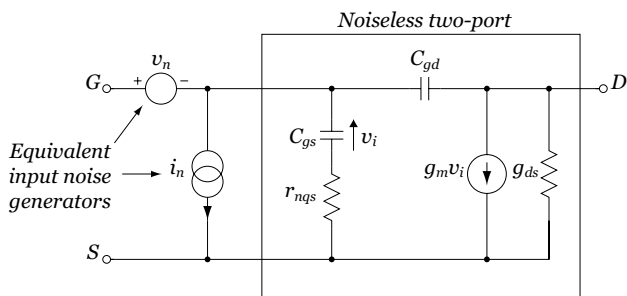 Noiseless two-port
v_n
C_gd
G
+
−
D
C_gs
v_i
Equivalent
input noise
generators
i_n
r_nqs
g_m v_i
g_ds
S